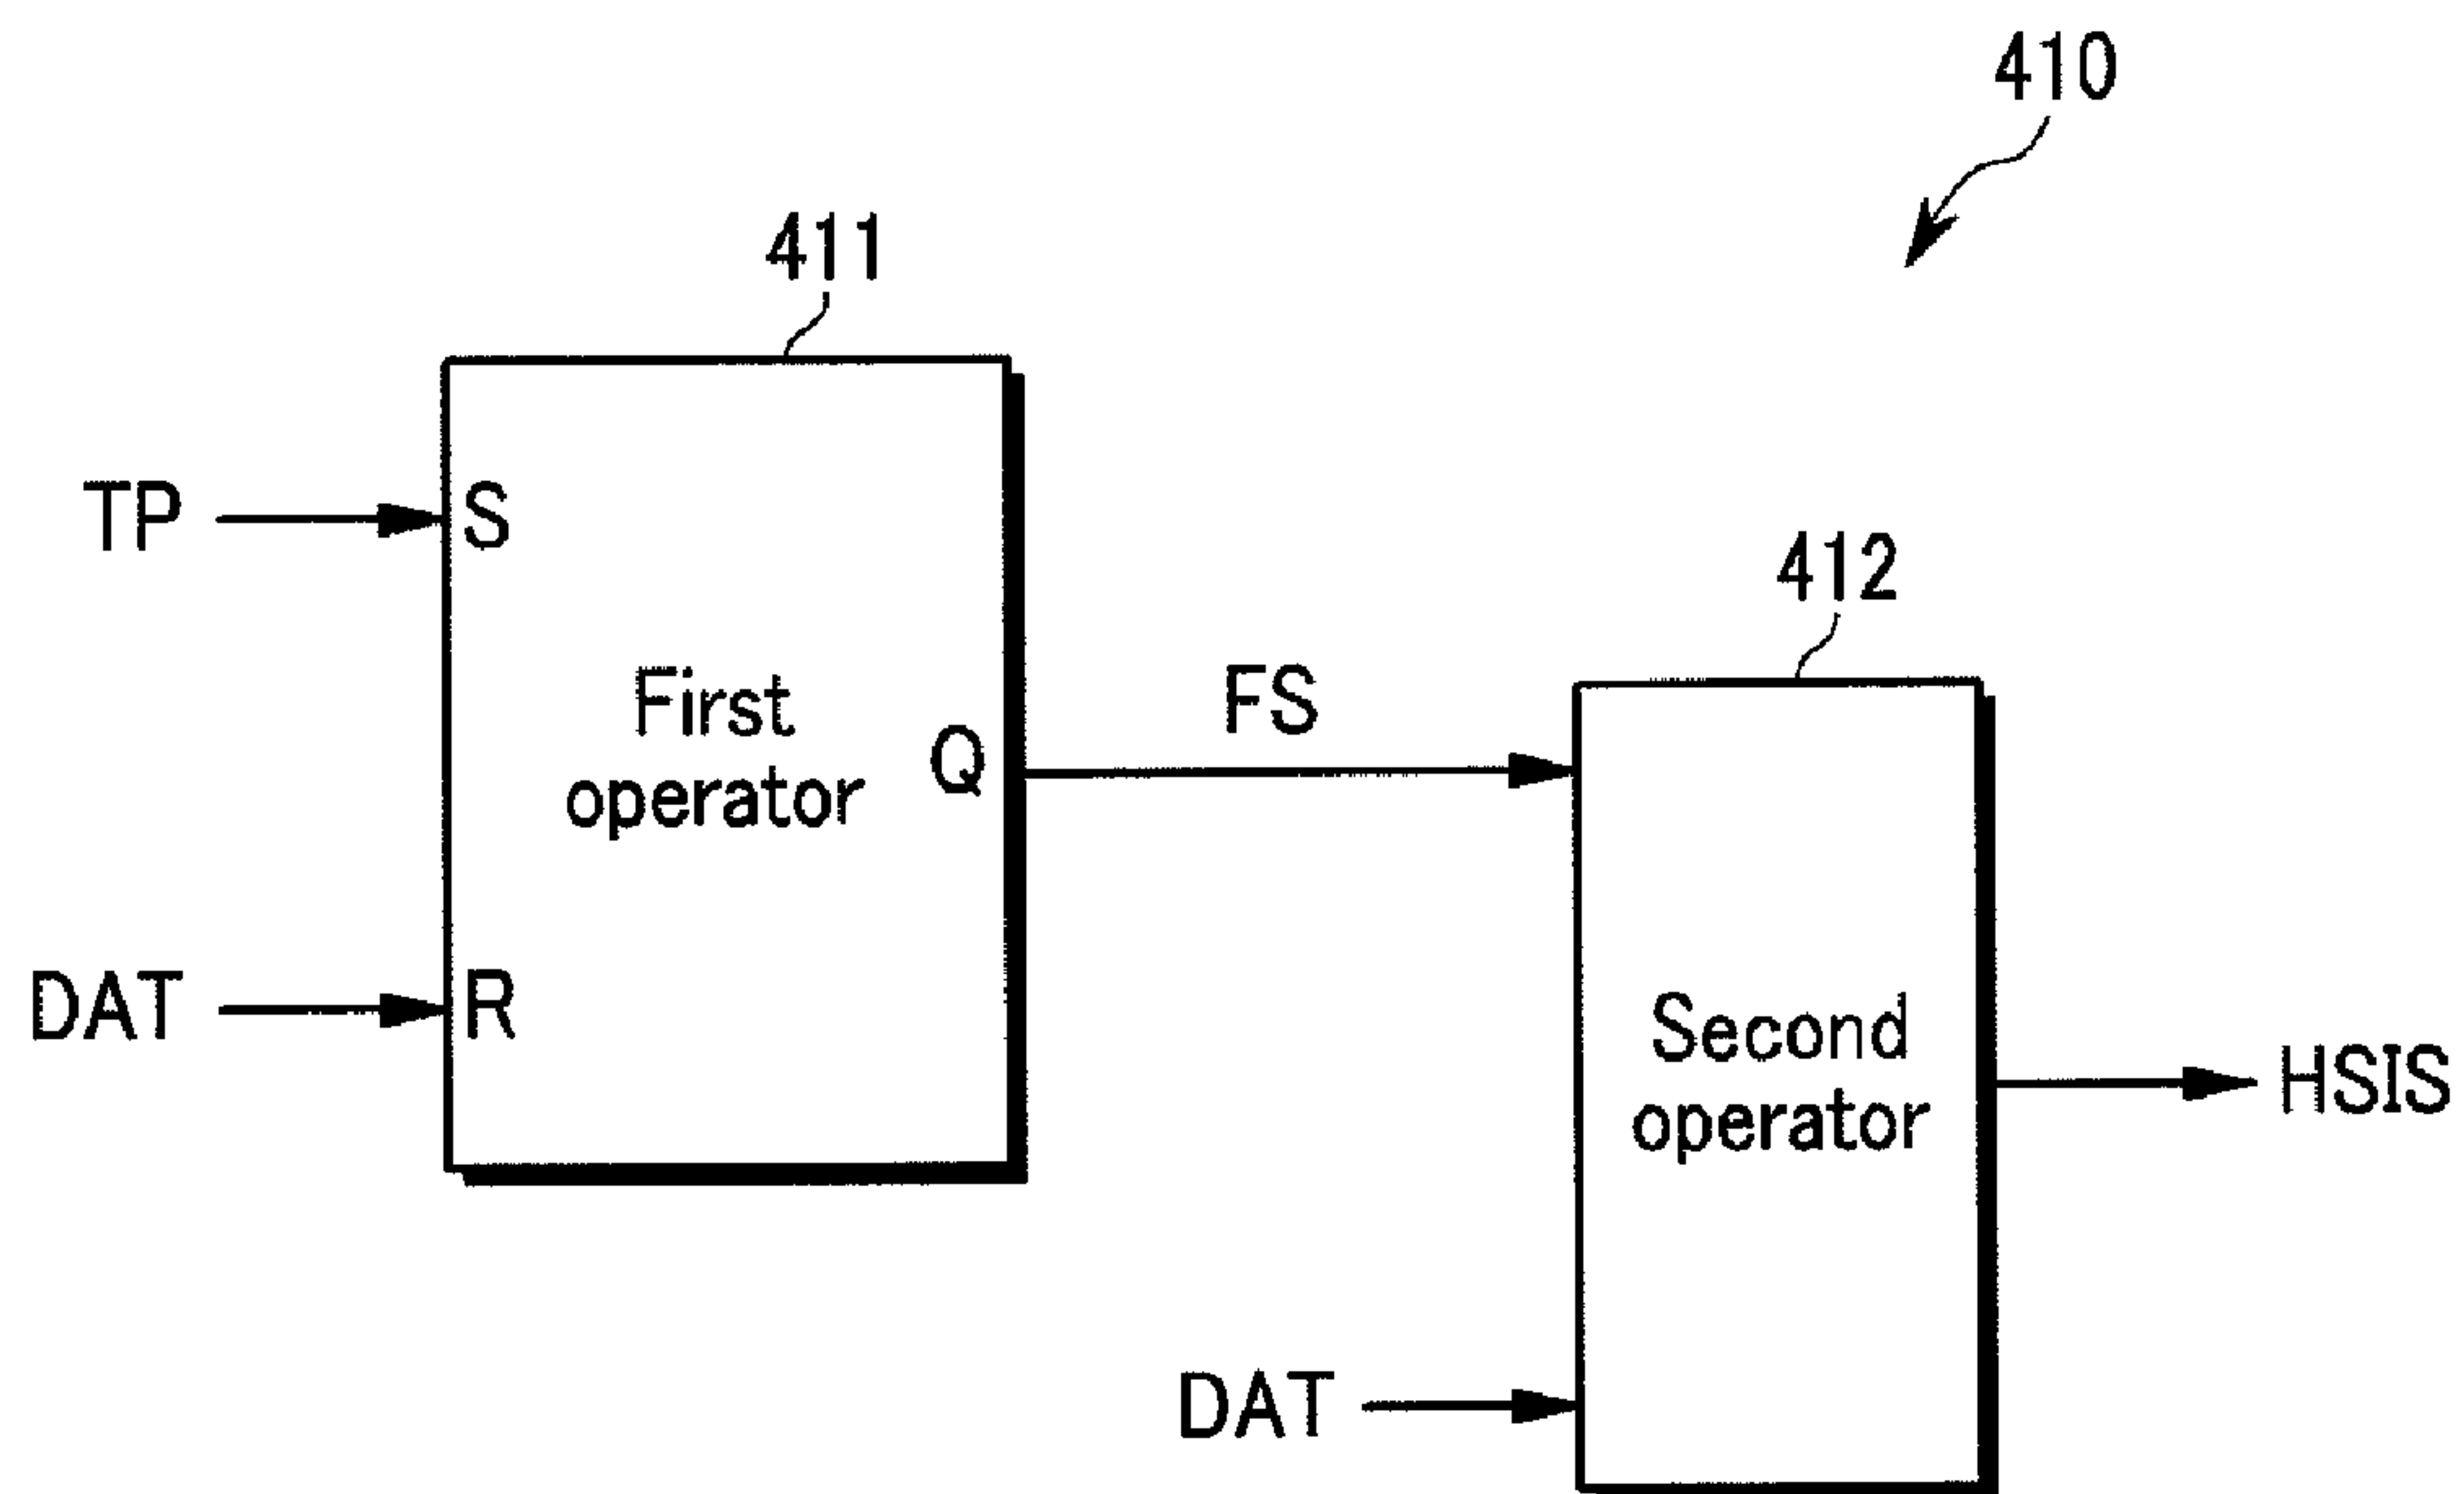 410
411
TP
S
412
First
operator
FS
Q
DAT
R
Second
operator
HSIS
DAT